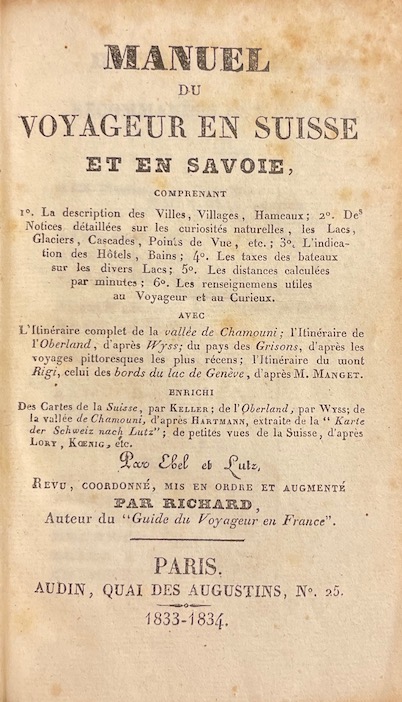 MANUEL
DU
VOYAGEUR EN SUISSE
ET EN SAVOIE,
COMPRENANT
1º. La description des Villes, Villages, Hameaux; 2º. Des
Notices détaillées sur les curiosités naturelles, les Lacs,
Glaciers, Cascades, Points de Vue, etc.; 3º. L'indica-
tion des Hôtels, Bains; 4º. Les taxes des bateaux
sur les divers Lacs; 5º. Les distances calculées
par minutes; 6º. Les renseignemens utiles
au Voyageur et au Curieux.
AVEC
L'Itinéraire complet de la vallée de Chamouni; l'Itinéraire de
l'Oberland, d'après Wyss; du pays des Grisons, d'après les
voyages pittoresques les plus récens; l'Itinéraire du mont
Rigi, celui des bords du lac de Genève, d'après M. MANGET.
ENRICHI
Des Cartes de la Suisse, par KELLER; de l'Oberland, par WYSS; de
la vallée de Chamouni, d'après HARTMANN, extraite de la "Karte
der Schweiz nach Lutz"; de petites vues de la Suisse, d'après
LORY, KŒNIG, etc.
Par Ebel et Lutz,
REVU, COORDONNÉ, MIS EN ORDRE ET AUGMENTÉ
PAR RICHARD,
Auteur du "Guide du Voyageur en France".
PARIS.
AUDIN, QUAI DES AUGUSTINS, Nº. 25.
1833-1834.